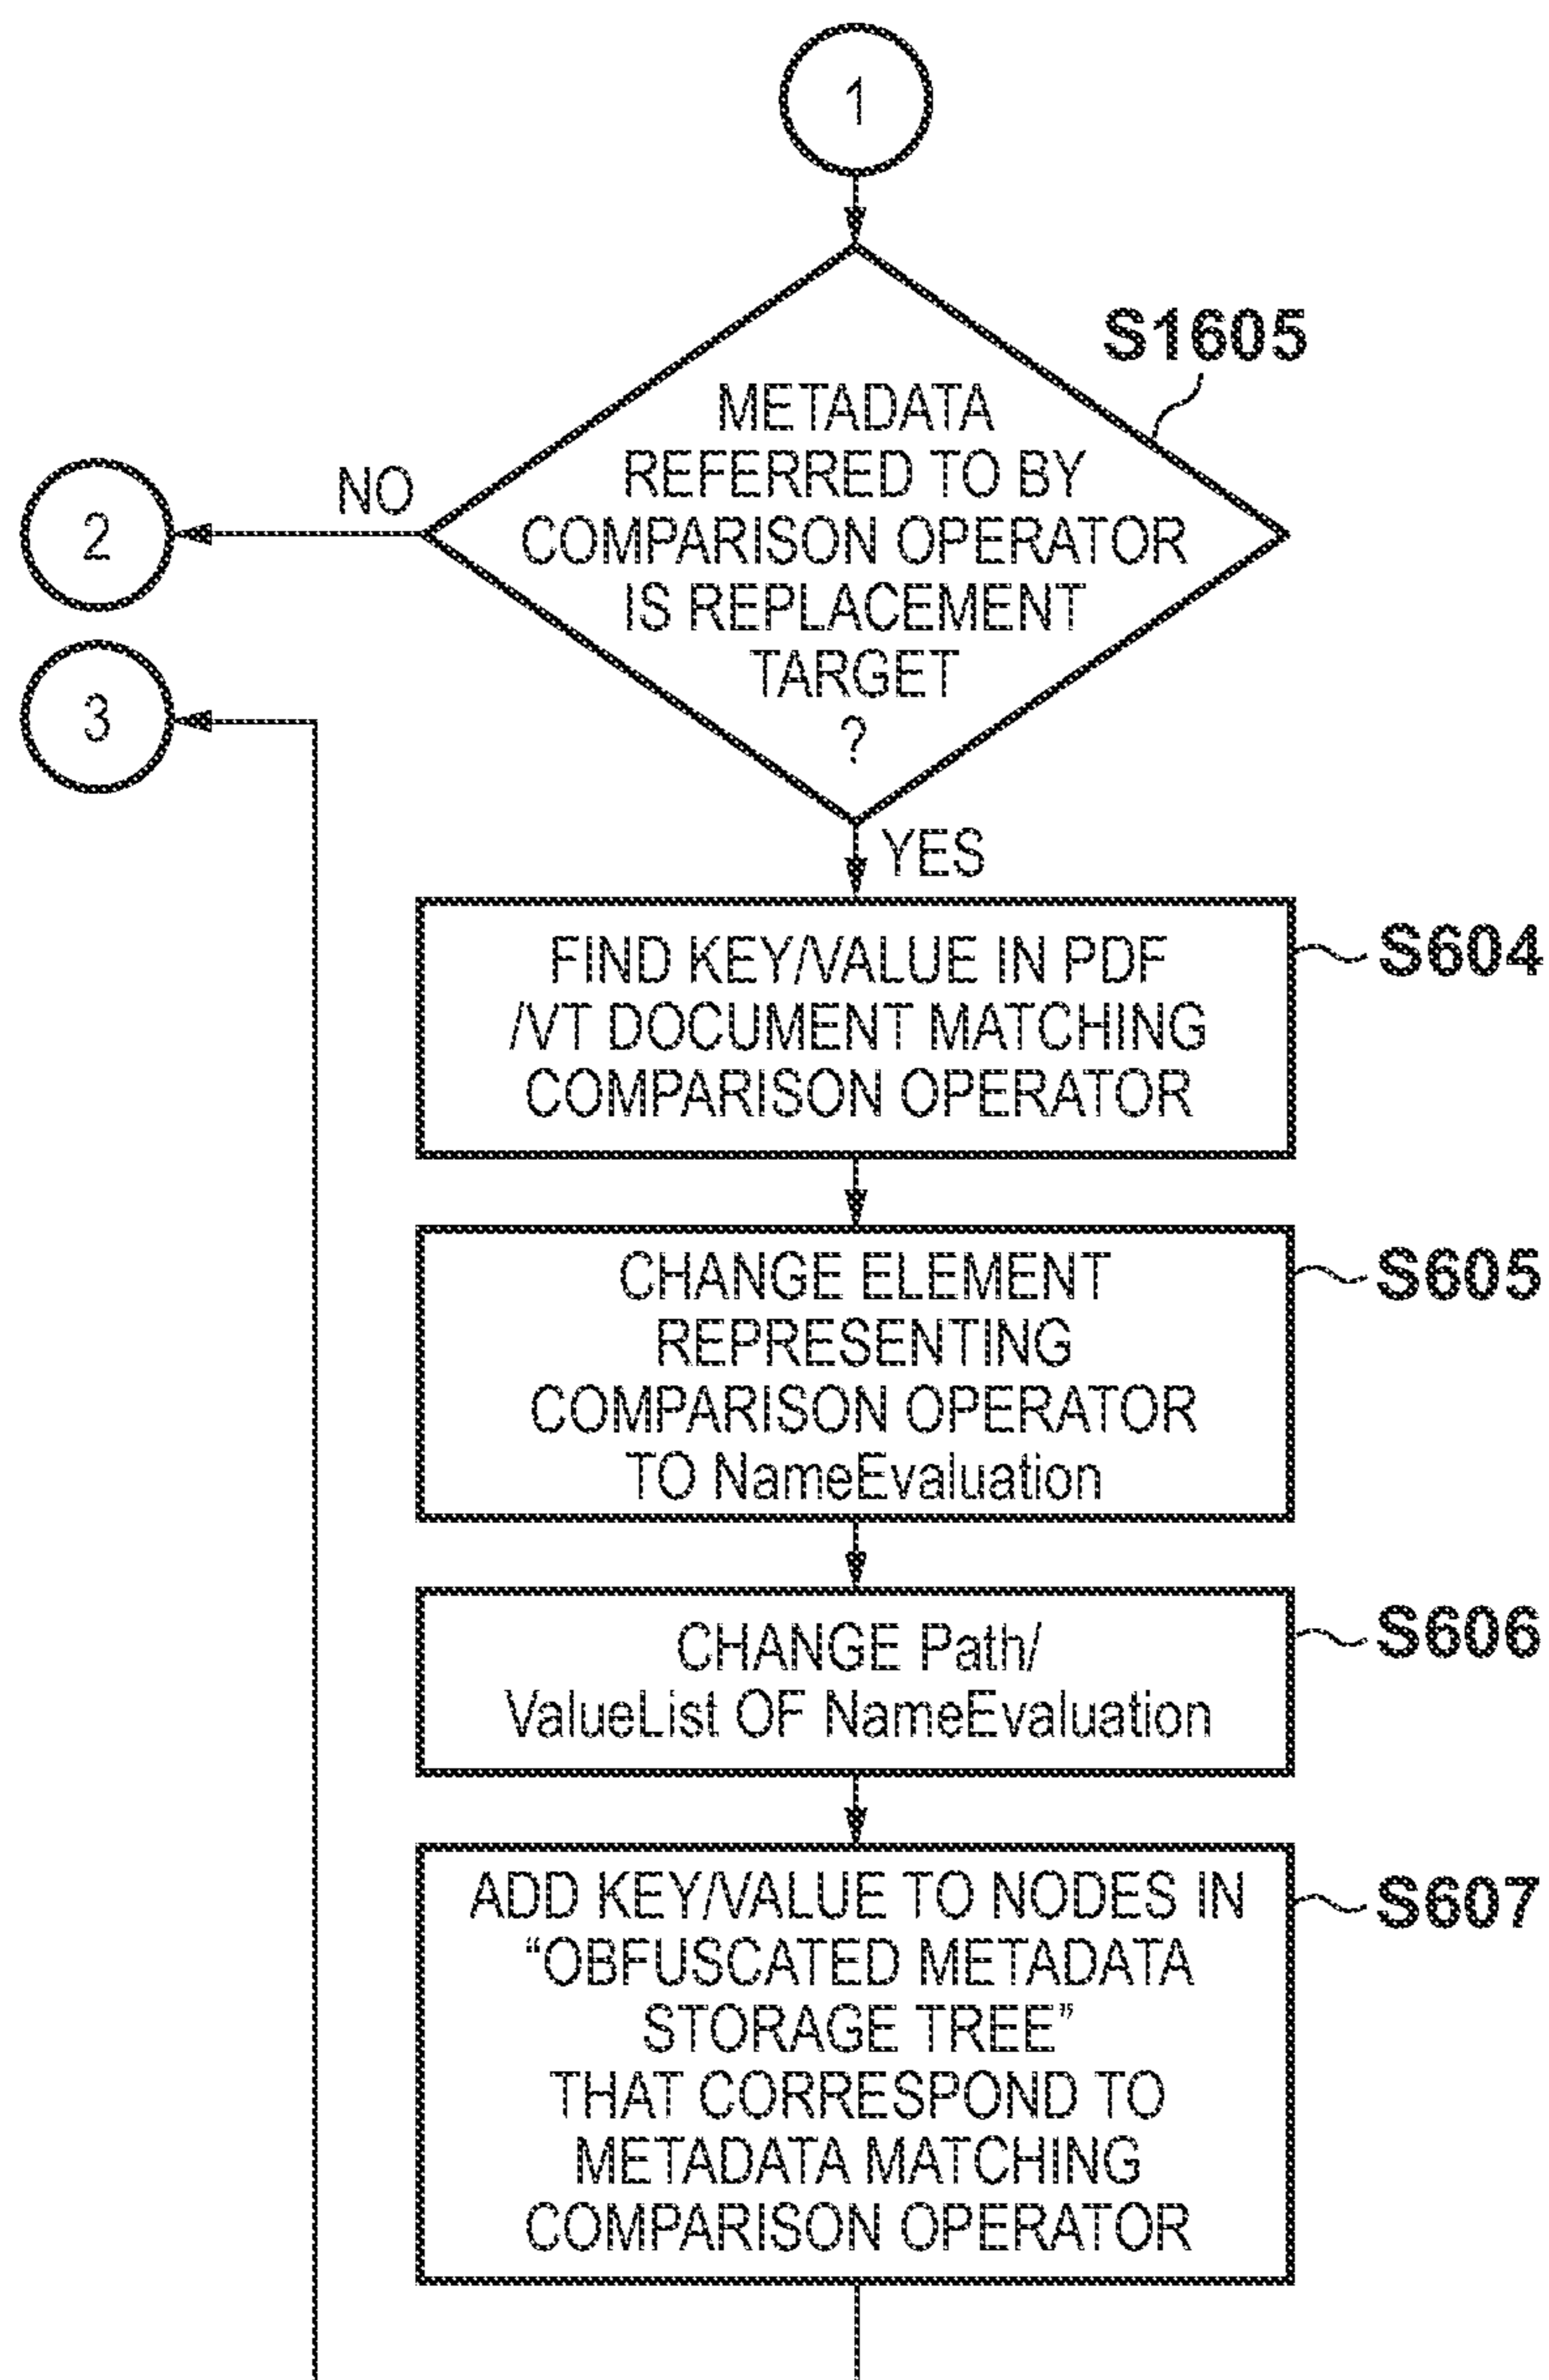 1
S1605
METADATA
REFERRED TO BY
COMPARISON OPERATOR
IS REPLACEMENT
TARGET
?
NO
2
3
YES
FIND KEY/VALUE IN PDF
/VT DOCUMENT MATCHING
COMPARISON OPERATOR
S604
CHANGE ELEMENT
REPRESENTING
COMPARISON OPERATOR
TO NameEvaluation
S605
CHANGE Path/
ValueList OF NameEvaluation
S606
ADD KEY/VALUE TO NODES IN
“OBFUSCATED METADATA
STORAGE TREE”
THAT CORRESPOND TO
METADATA MATCHING
COMPARISON OPERATOR
S607